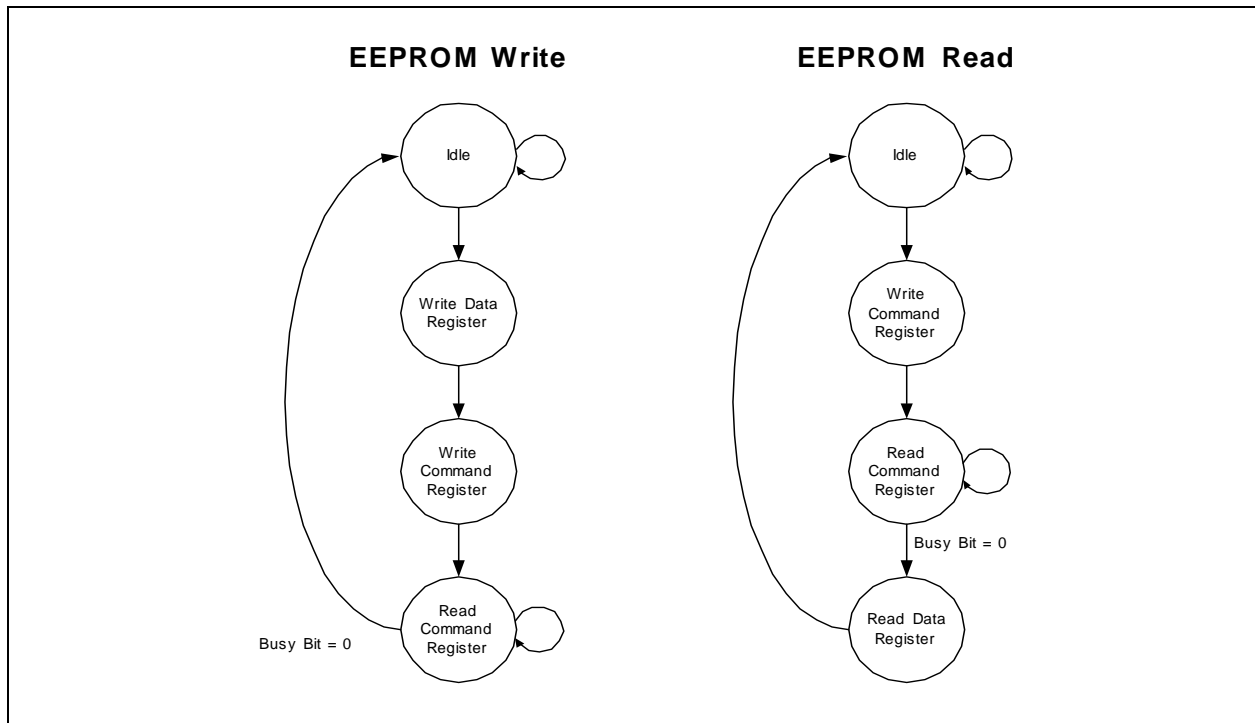 EEPROM Write
Idle
Write Data
Register
Write
Command
Register
Read
Command
Register
Busy Bit = 0
EEPROM Read
Idle
Write
Command
Register
Read
Command
Register
Busy Bit = 0
Read Data
Register